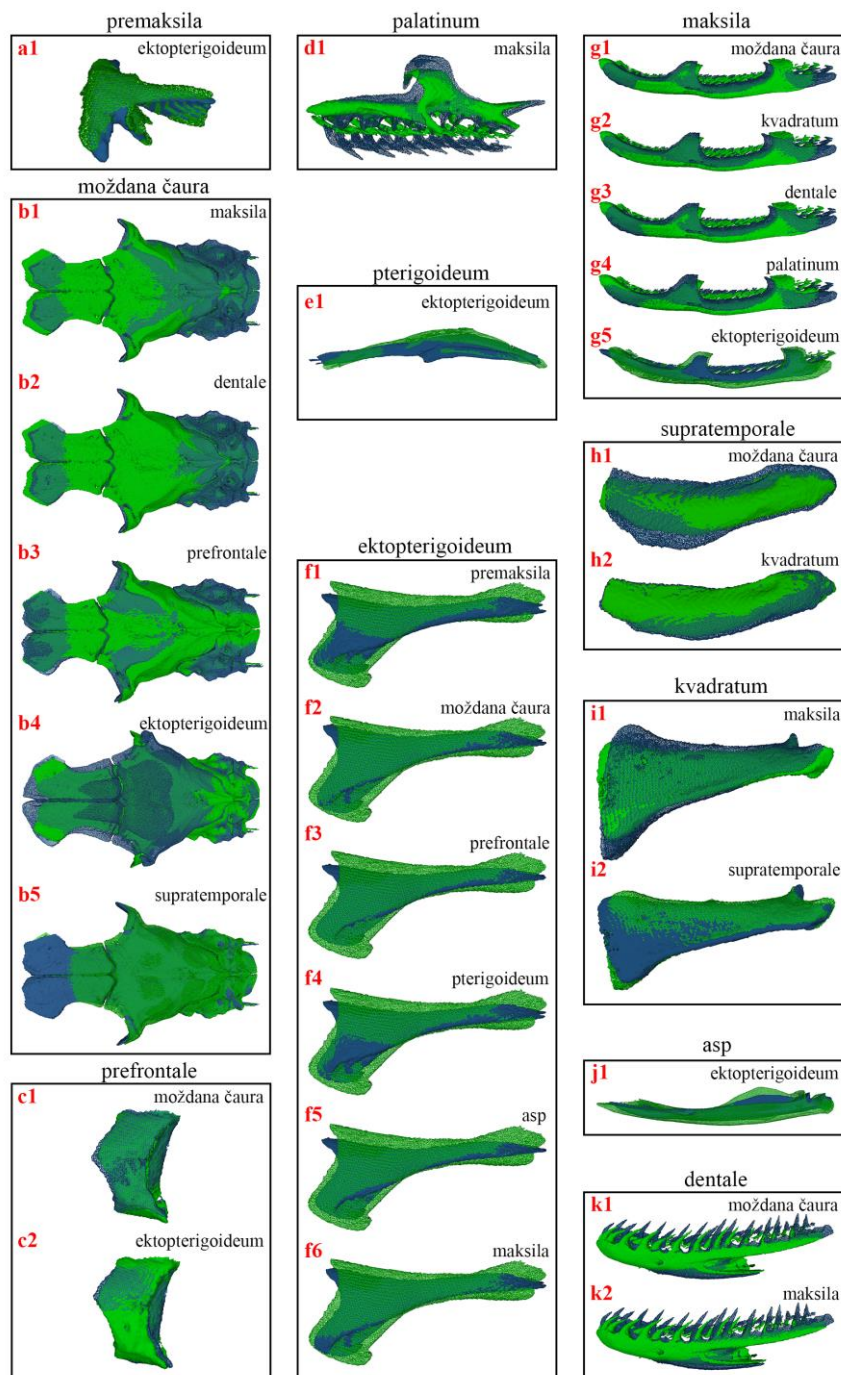 premaksila
a1 ektopterigoideum
moždana čaura
b1 maksila
b2 dentale
b3 prefrontale
b4 ektopterigoideum
b5 supratemporale
prefrontale
c1 moždana čaura
c2 ektopterigoideum
palatinum
d1 maksila
pterigoideum
e1 ektopterigoideum
ektopterigoideum
f1 premaksila
f2 moždana čaura
f3 prefrontale
f4 pterigoideum
f5 asp
f6 maksila
maksila
g1 moždana čaura
g2 kvadratum
g3 dentale
g4 palatinum
g5 ektopterigoideum
supratemporale
h1 moždana čaura
h2 kvadratum
kvadratum
i1 maksila
i2 supratemporale
asp
j1 ektopterigoideum
dentale
k1 moždana čaura
k2 maksila